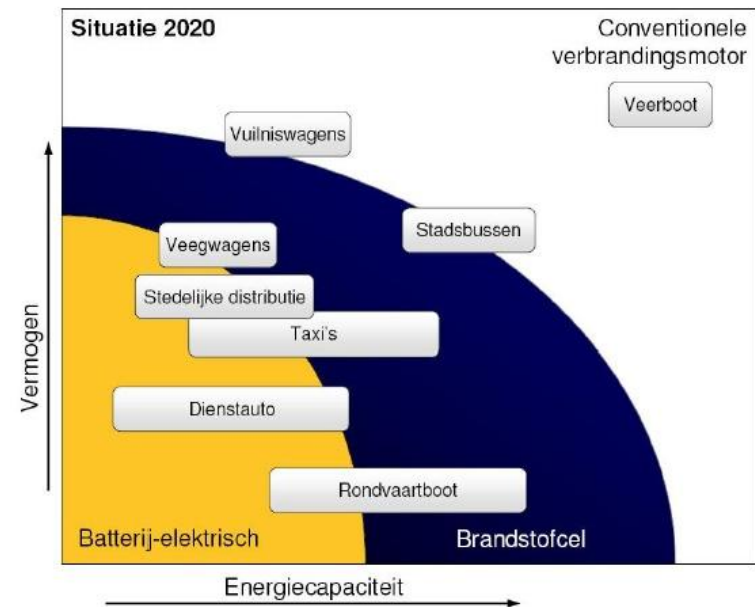 Situatie 2020
Conventionele
verbrandingsmotor
Veerboot
Vuilniswagens
Stadsbussen
Veegwagens
Stedelijke distributie
Taxi's
Dienstauto
Rondvaartboot
Batterij-elektrisch
Brandstofcel
Vermogen
Energiecapaciteit